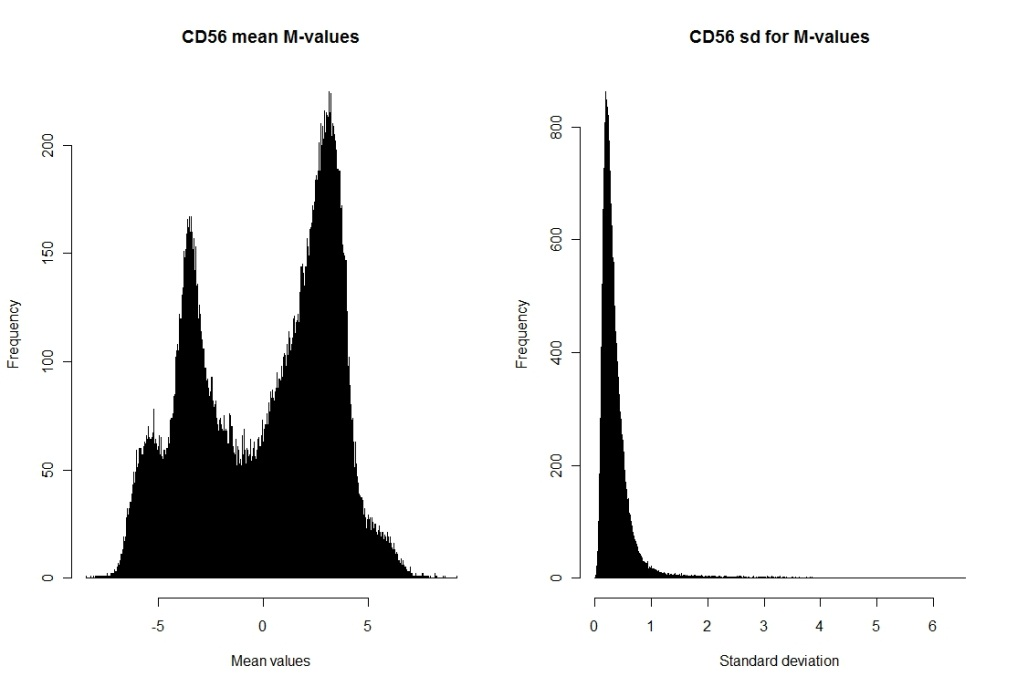 CD56 mean M-values
Frequency
200
150
100
50
0
-5 0 5
Mean values
CD56 sd for M-values
Frequency
800
600
400
200
0
0 1 2 3 4 5 6
Standard deviation